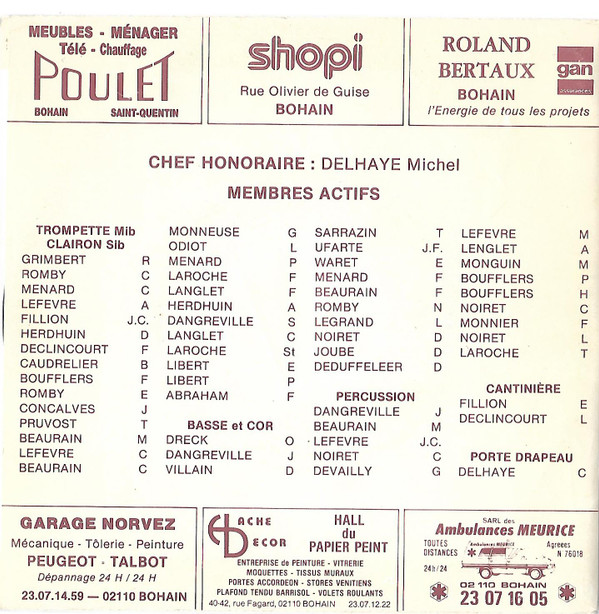 MEUBLES - MÉNAGER
Télé - Chauffage
POULET
BOHAIN SAINT-QUENTIN
shopi
Rue Olivier de Guise
BOHAIN
ROLAND
BERTAUX
BOHAIN
l'Energie de tous les projets
gan
assurances
CHEF HONORAIRE : DELHAYE Michel
MEMBRES ACTIFS
TROMPETTE Mib
CLAIRON Sib
GRIMBERT R
ROMBY C
MENARD C
LEFEVRE A
FILLION J.C.
HERDHUIN D
DECLINCOURT F
CAUDRELIER B
BOUFFLERS F
ROMBY E
CONCALVES J
PRUVOST T
BEAURAIN M
LEFEVRE C
BEAURAIN C
MONNEUSE G
ODIOT L
MENARD P
LAROCHE F
LANGLET F
HERDHUIN A
DANGREVILLE S
LANGLET C
LAROCHE St
LIBERT E
LIBERT P
ABRAHAM F
BASSE et COR
DRECK O
DANGREVILLE J
VILLAIN D
SARRAZIN T
UFARTE J.F.
WARET E
MENARD F
BEAURAIN F
ROMBY N
LEGRAND L
NOIRET D
JOUBE D
DEDUFFELEER D
PERCUSSION
DANGREVILLE J
BEAURAIN M
LEFEVRE J.C.
NOIRET C
DEVAILLY G
LEFEVRE M
LENGLET A
MONGUIN M
BOUFFLERS P
BOUFFLERS H
NOIRET C
MONNIER F
NOIRET L
LAROCHE T
CANTINIÈRE
FILLION E
DECLINCOURT L
PORTE DRAPEAU
DELHAYE C
GARAGE NORVEZ
Mécanique - Tôlerie - Peinture
PEUGEOT - TALBOT
Dépannage 24 H / 24 H
23.07.14.59 — 02110 BOHAIN
HACHE
DECOR
HALL
du
PAPIER PEINT
ENTREPRISE de PEINTURE - VITRERIE
MOQUETTES - TISSUS MURAUX
PORTES ACCORDEON - STORES VENITIENS
PLAFOND TENDU BARRISOL - VOLETS ROULANTS
40-42, rue Fagard, 02110 BOHAIN 23.07.12.22
SARL des
Ambulances MEURICE
TOUTES
DISTANCES
24h/24
Ambulances MEURICE
Agréées
N 76018
02110 BOHAIN
23 07 16 05